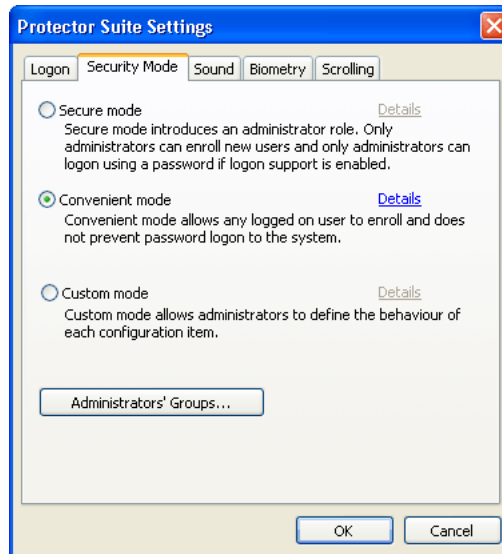 Protector Suite Settings
Logon Security Mode Sound Biometry Scrolling
Secure mode Details
Secure mode introduces an administrator role. Only
administrators can enroll new users and only administrators can
logon using a password if logon support is enabled.
Convenient mode Details
Convenient mode allows any logged on user to enroll and does
not prevent password logon to the system.
Custom mode Details
Custom mode allows administrators to define the behaviour of
each configuration item.
Administrators' Groups...
OK Cancel